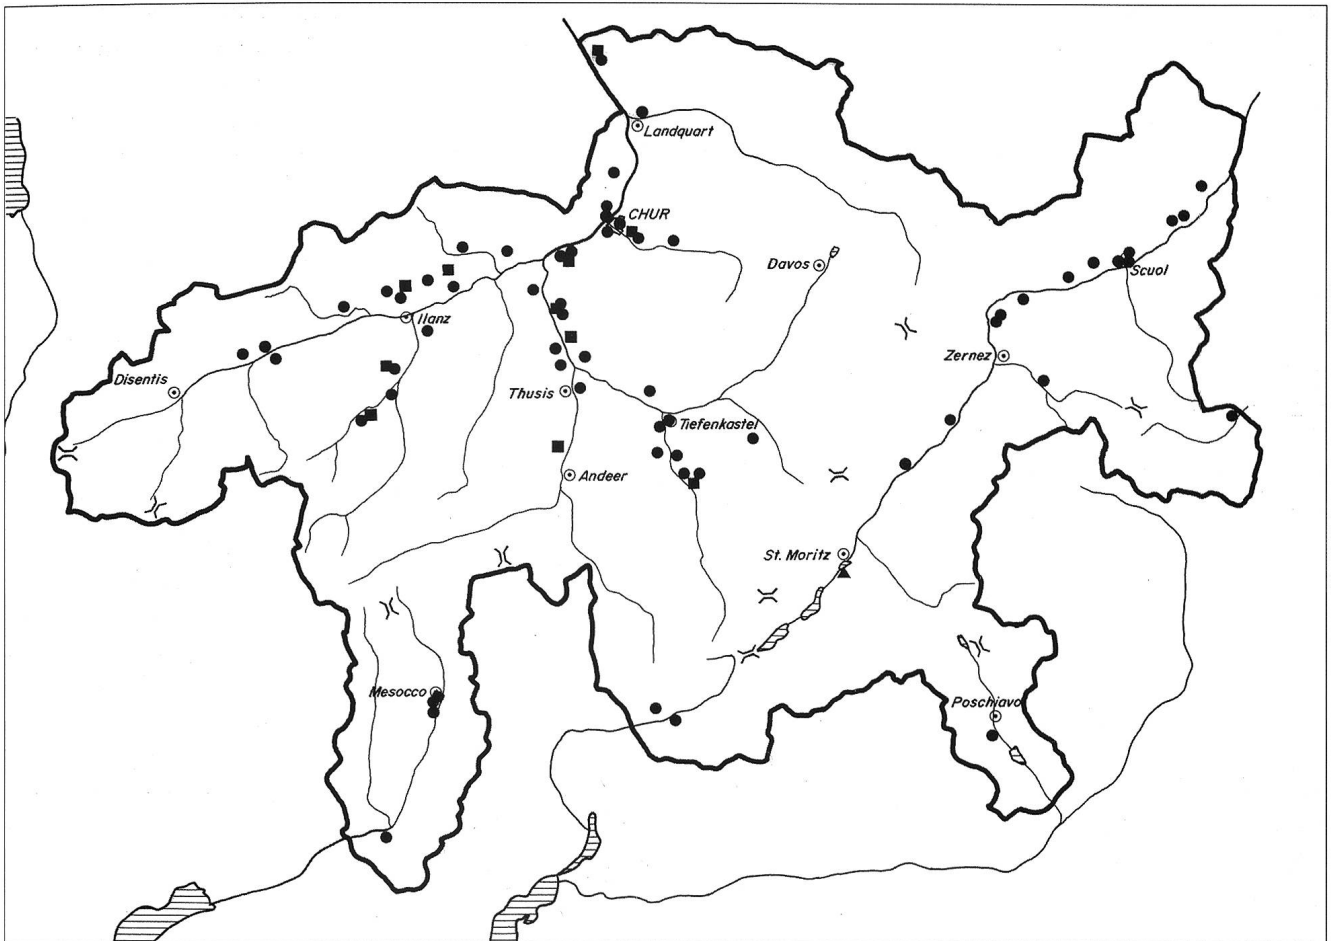 Landquart
CHUR
Davos
Scuol
Ilanz
Zernez
Disentis
Thusis
Tiefenkastel
Andeer
St. Moritz
Mesocco
Poschiavo